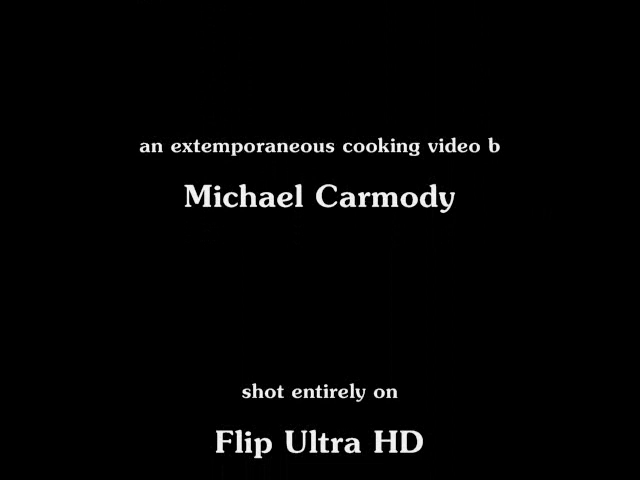 an extemporaneous cooking video b
Michael Carmody
shot entirely on
Flip Ultra HD